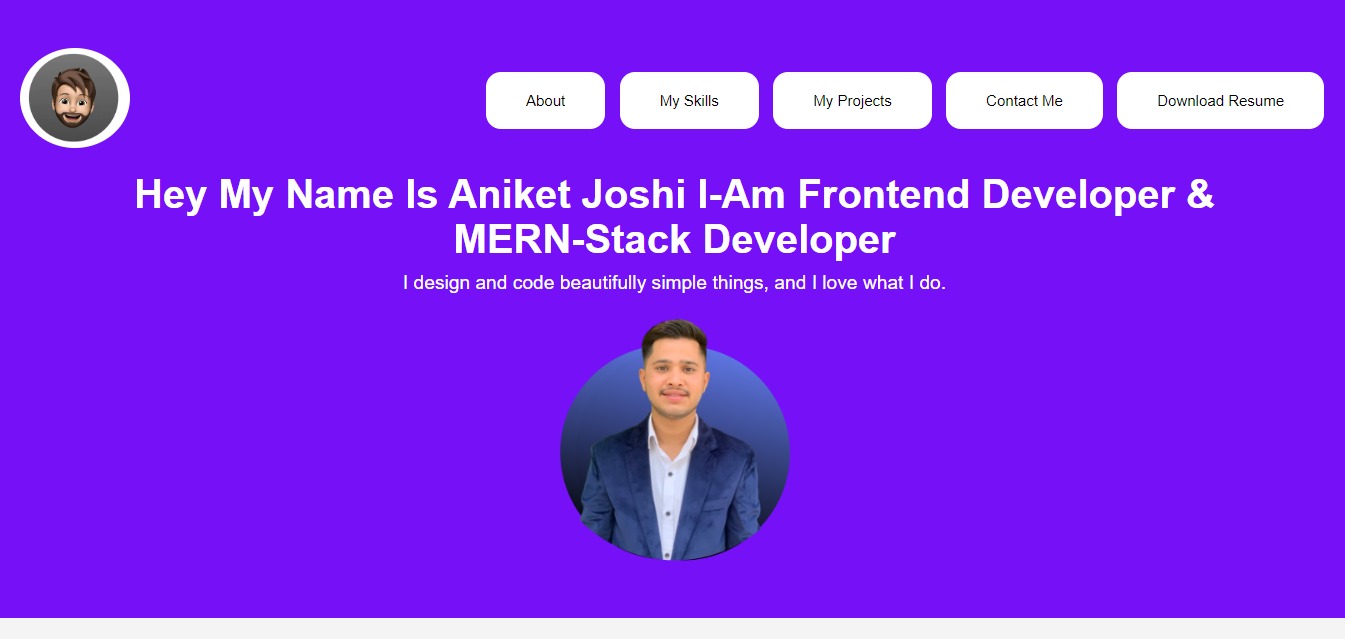 About
My Skills
My Projects
Contact Me
Download Resume
Hey My Name Is Aniket Joshi I-Am Frontend Developer &
MERN-Stack Developer
I design and code beautifully simple things, and I love what I do.